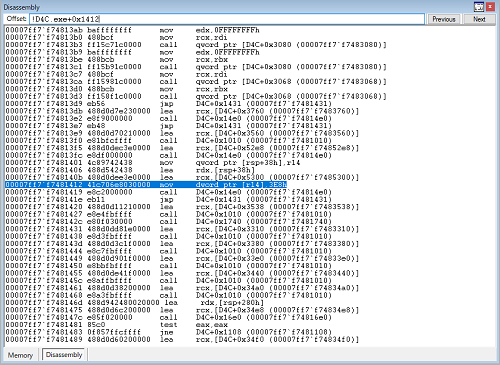 Disassembly
Offset: !D4C.exe+0x1412 Previous Next
00007ff7`f74813ab baffffffff mov edx,0FFFFFFFFh
00007ff7`f74813b0 488bcf mov rcx,rdi
00007ff7`f74813b3 ff15c71c0000 call qword ptr [D4C+0x3080 (00007ff7`f7483080)]
00007ff7`f74813b9 baffffffff mov edx,0FFFFFFFFh
00007ff7`f74813be 488bcb mov rcx,rbx
00007ff7`f74813c1 ff15b91c0000 call qword ptr [D4C+0x3080 (00007ff7`f7483080)]
00007ff7`f74813c7 488bcf mov rcx,rdi
00007ff7`f74813ca ff15981c0000 call qword ptr [D4C+0x3068 (00007ff7`f7483068)]
00007ff7`f74813d0 488bcb mov rcx,rbx
00007ff7`f74813d3 ff158f1c0000 call qword ptr [D4C+0x3068 (00007ff7`f7483068)]
00007ff7`f74813d9 eb56 jmp D4C+0x1431 (00007ff7`f7481431)
00007ff7`f74813db 488d0d7e230000 lea rcx,[D4C+0x3760 (00007ff7`f7483760)]
00007ff7`f74813e2 e8f9000000 call D4C+0x14e0 (00007ff7`f74814e0)
00007ff7`f74813e7 eb48 jmp D4C+0x1431 (00007ff7`f7481431)
00007ff7`f74813e9 488d0d70210000 lea rcx,[D4C+0x3560 (00007ff7`f7483560)]
00007ff7`f74813f0 e81bfcffff call D4C+0x1010 (00007ff7`f7481010)
00007ff7`f74813f5 488d0dec3e0000 lea rcx,[D4C+0x52e8 (00007ff7`f74852e8)]
00007ff7`f74813fc e8df000000 call D4C+0x14e0 (00007ff7`f74814e0)
00007ff7`f7481401 4c89742438 mov qword ptr [rsp+38h],r14
00007ff7`f7481406 488d542438 lea rdx,[rsp+38h]
00007ff7`f748140b 488d0dee3e0000 lea rcx,[D4C+0x5300 (00007ff7`f7485300)]
00007ff7`f7481412 41c706e8030000 mov dword ptr [r14],3E8h
00007ff7`f7481419 e8c2000000 call D4C+0x14e0 (00007ff7`f74814e0)
00007ff7`f748141e eb11 jmp D4C+0x1431 (00007ff7`f7481431)
00007ff7`f7481420 488d0d11210000 lea rcx,[D4C+0x3538 (00007ff7`f7483538)]
00007ff7`f7481427 e8e4fbffff call D4C+0x1010 (00007ff7`f7481010)
00007ff7`f748142c e80f030000 call D4C+0x1740 (00007ff7`f7481740)
00007ff7`f7481431 488d0dd81e0000 lea rcx,[D4C+0x3310 (00007ff7`f7483310)]
00007ff7`f7481438 e8d3fbffff call D4C+0x1010 (00007ff7`f7481010)
00007ff7`f748143d 488d0d3c1f0000 lea rcx,[D4C+0x3380 (00007ff7`f7483380)]
00007ff7`f7481444 e8c7fbffff call D4C+0x1010 (00007ff7`f7481010)
00007ff7`f7481449 488d0d901f0000 lea rcx,[D4C+0x33e0 (00007ff7`f74833e0)]
00007ff7`f7481450 e8bbfbffff call D4C+0x1010 (00007ff7`f7481010)
00007ff7`f7481455 488d0de41f0000 lea rcx,[D4C+0x3440 (00007ff7`f7483440)]
00007ff7`f748145c e8affbffff call D4C+0x1010 (00007ff7`f7481010)
00007ff7`f7481461 488d0d38200000 lea rcx,[D4C+0x34a0 (00007ff7`f74834a0)]
00007ff7`f7481468 e8a3fbffff call D4C+0x1010 (00007ff7`f7481010)
00007ff7`f748146d 488d942480020000 lea rdx,[rsp+280h]
00007ff7`f7481475 488d0d6c200000 lea rcx,[D4C+0x34e8 (00007ff7`f74834e8)]
00007ff7`f748147c e85f020000 call D4C+0x16e0 (00007ff7`f74816e0)
00007ff7`f7481481 85c0 test eax,eax
00007ff7`f7481483 0f857ffcffff jne D4C+0x1108 (00007ff7`f7481108)
00007ff7`f7481489 488d0d60200000 lea rcx,[D4C+0x34f0 (00007ff7`f74834f0)]
Memory Disassembly